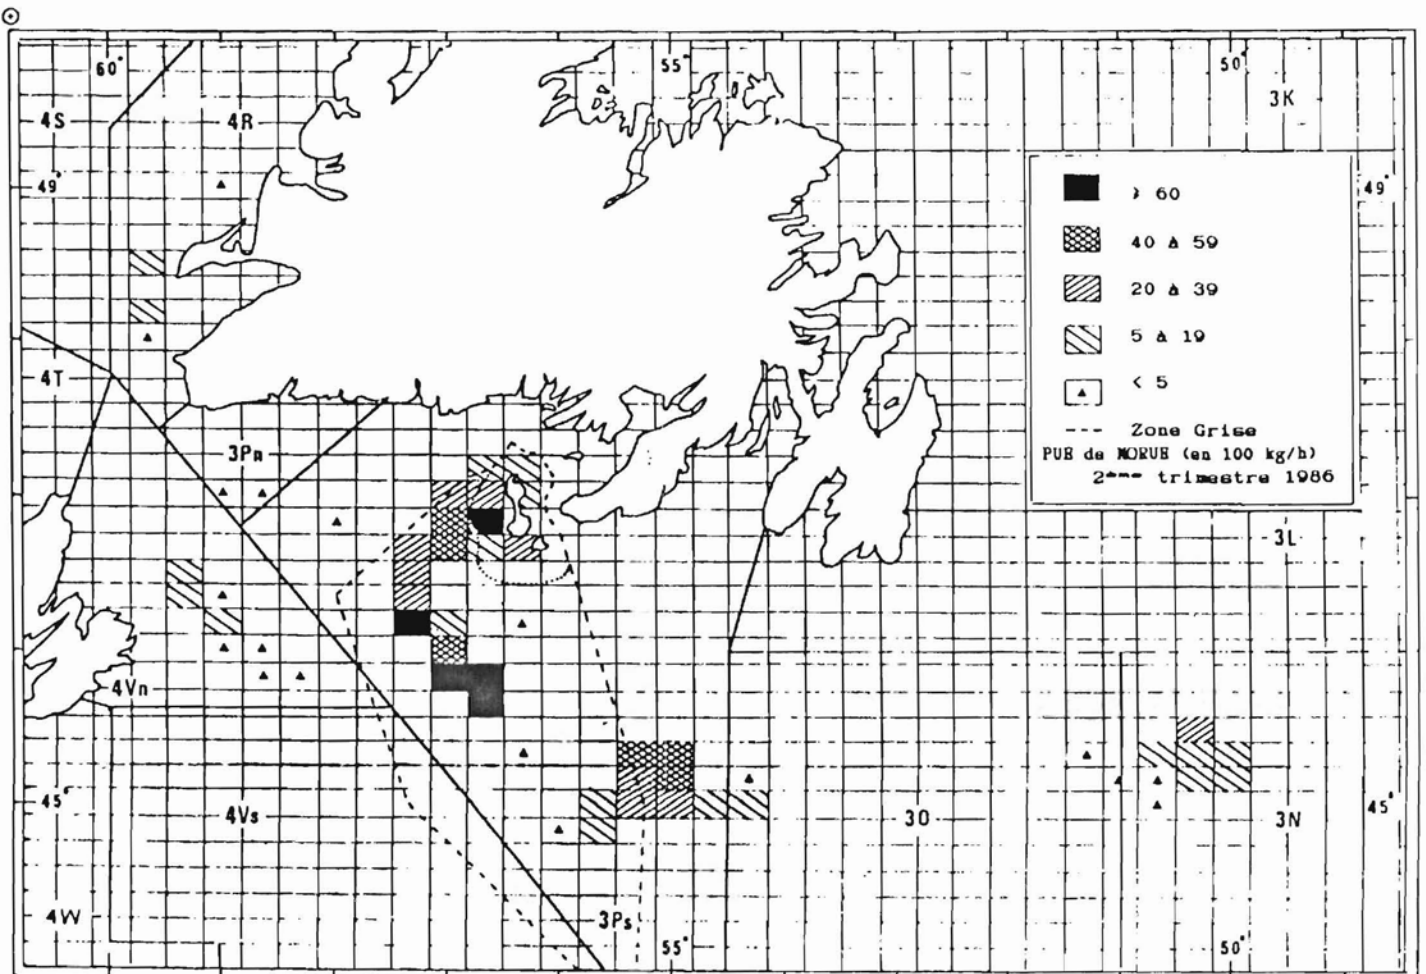 60°
55°
50°
4S
4R
3K
49°
49°
> 60
40 à 59
20 à 39
5 à 19
< 5
Zone Grise
PUE de MORUE (en 100 kg/h)
2ème trimestre 1986
4T
3Pn
3L
4Vn
45°
4Vs
3O
3N
45°
4W
3Ps
55°
50°